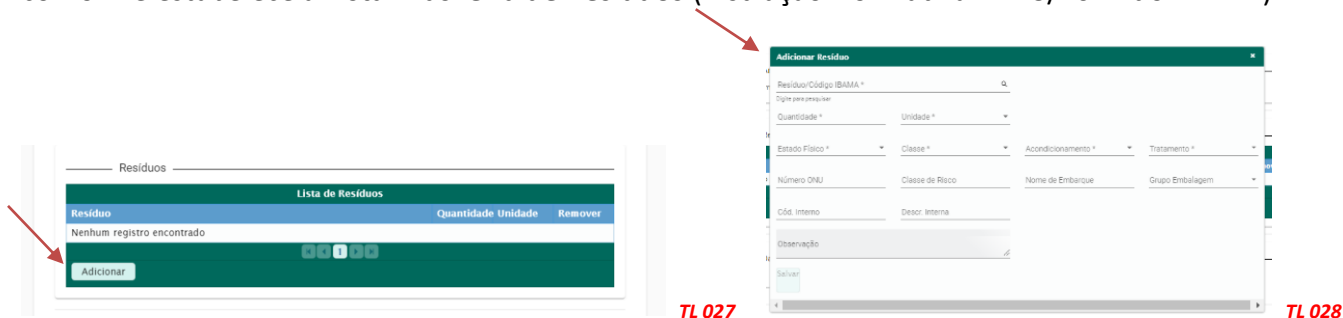 Adicionar Resíduo
×
Resíduo/Código IBAMA *
Digite para pesquisar
Quantidade *
Unidade *
Estado Físico *
Classe *
Acondicionamento *
Tratamento *
Número ONU
Classe de Risco
Nome de Embarque
Grupo Embalagem
Cód. Interno
Descr. Interna
Observação
Salvar
Resíduos
Lista de Resíduos
Resíduo Quantidade Unidade Remover
Nenhum registro encontrado
1
Adicionar
TL 027
TL 028